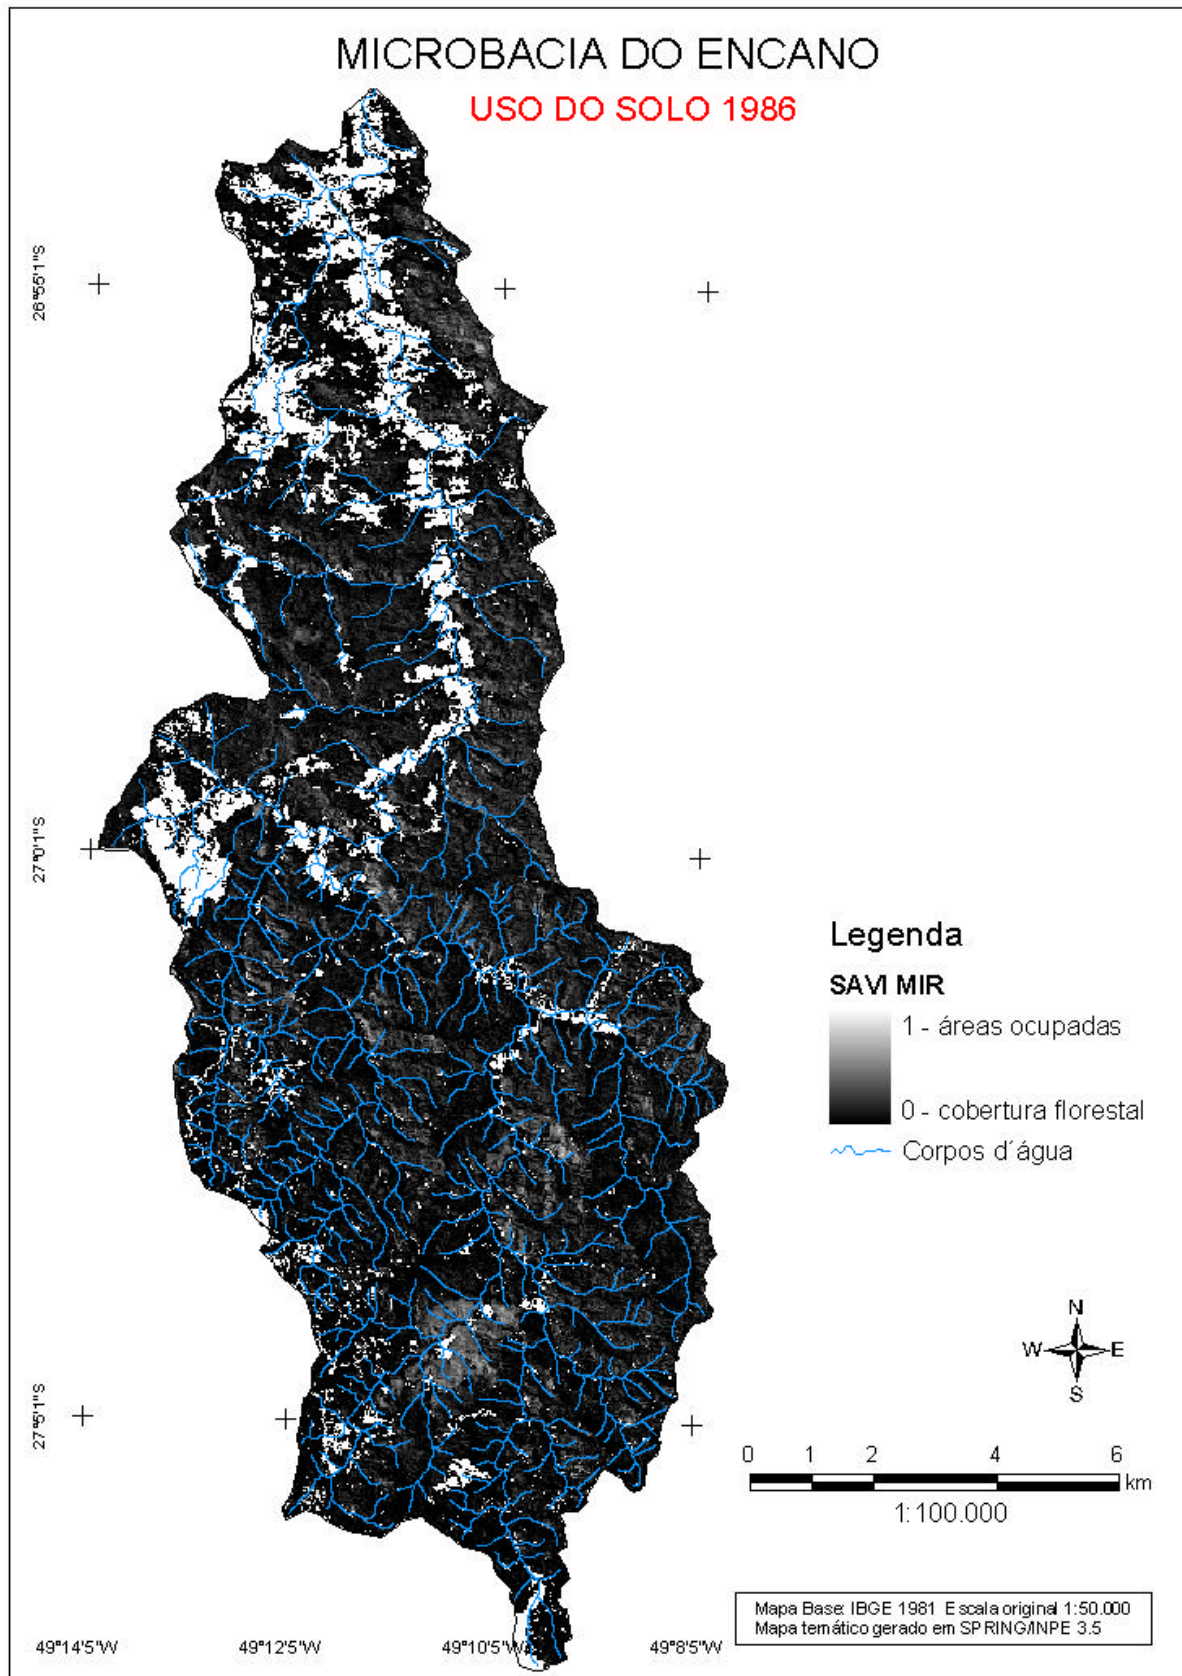 MICROBACIA DO ENCANO
USO DO SOLO 1986
26°55'1"S
27°0'1"S
Legenda
SAVI MIR
1 - áreas ocupadas
0 - cobertura florestal
Corpos d´água
N
W E
S
27°5'1"S
0 1 2 4 6
km
1:100.000
Mapa Base: IBGE 1981 Escala original 1:50.000
Mapa temático gerado em SPRING/INPE 3.5
49°14'5"W 49°12'5"W 49°10'5"W 49°8'5"W